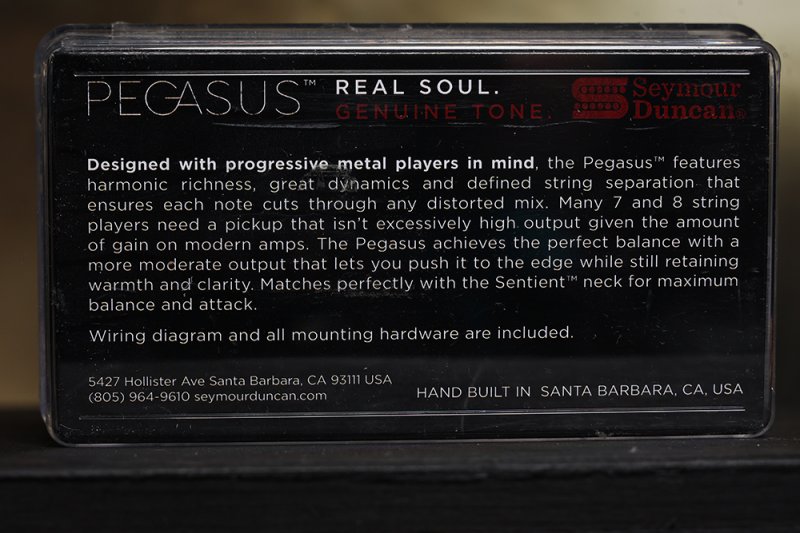 PEGASUS™ REAL SOUL.
GENUINE TONE.
Seymour
Duncan®
Designed with progressive metal players in mind, the Pegasus™ features
harmonic richness, great dynamics and defined string separation that
ensures each note cuts through any distorted mix. Many 7 and 8 string
players need a pickup that isn't excessively high output given the amount
of gain on modern amps. The Pegasus achieves the perfect balance with a
more moderate output that lets you push it to the edge while still retaining
warmth and clarity. Matches perfectly with the Sentient™ neck for maximum
balance and attack.
Wiring diagram and all mounting hardware are included.
5427 Hollister Ave Santa Barbara, CA 93111 USA
(805) 964-9610 seymourduncan.com
HAND BUILT IN SANTA BARBARA, CA, USA